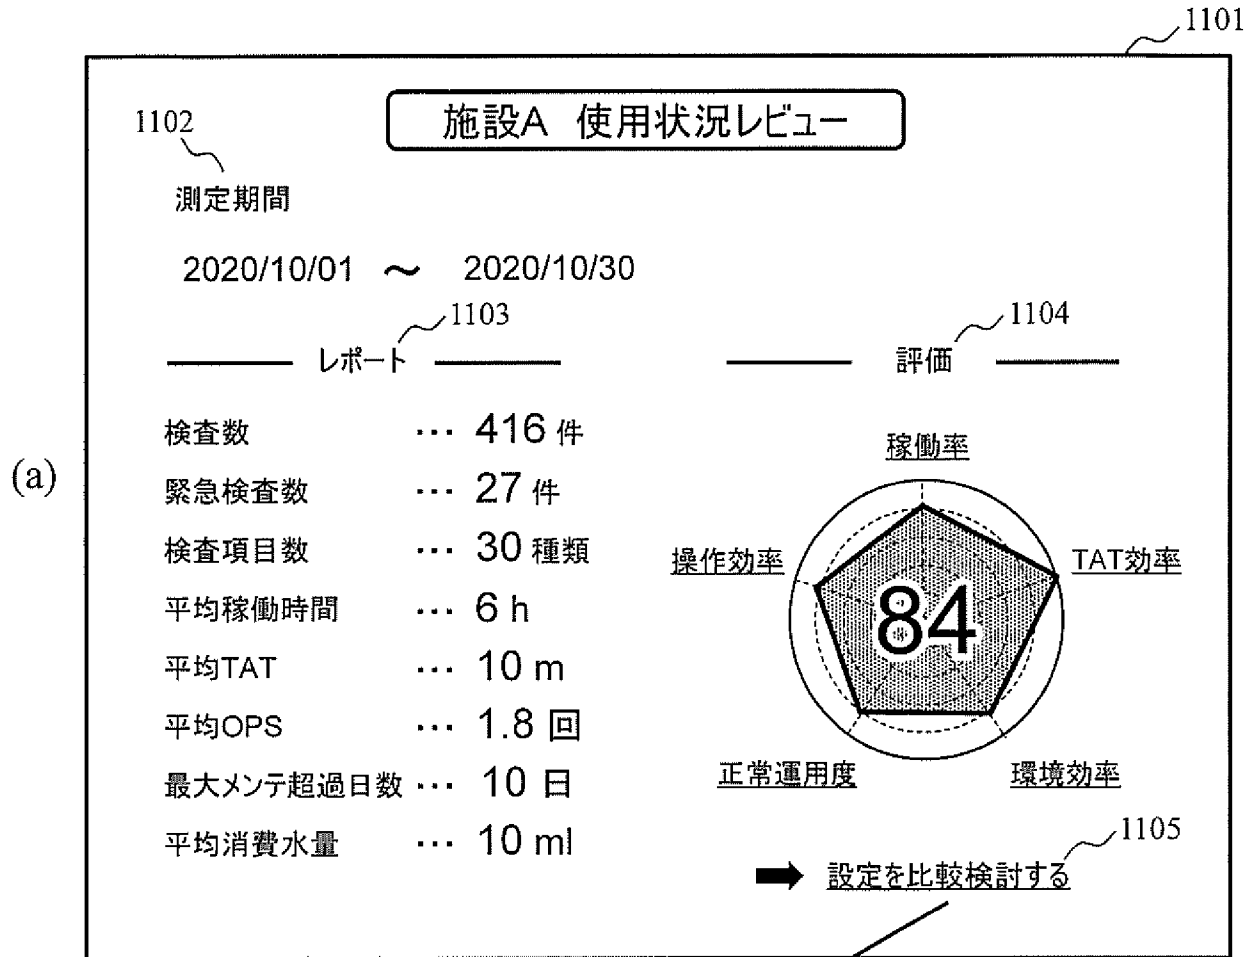 1101
施設A 使用状況レビュー
1102
測定期間
2020/10/01 ～ 2020/10/30
1103
レポート
1104
評価
(a)
検査数 … 416 件
緊急検査数 … 27 件
検査項目数 … 30 種類
平均稼働時間 … 6 h
平均TAT … 10 m
平均OPS … 1.8 回
最大メンテ超過日数 … 10 日
平均消費水量 … 10 ml
稼働率
操作効率
TAT効率
84
正常運用度
環境効率
1105
➡ 設定を比較検討する